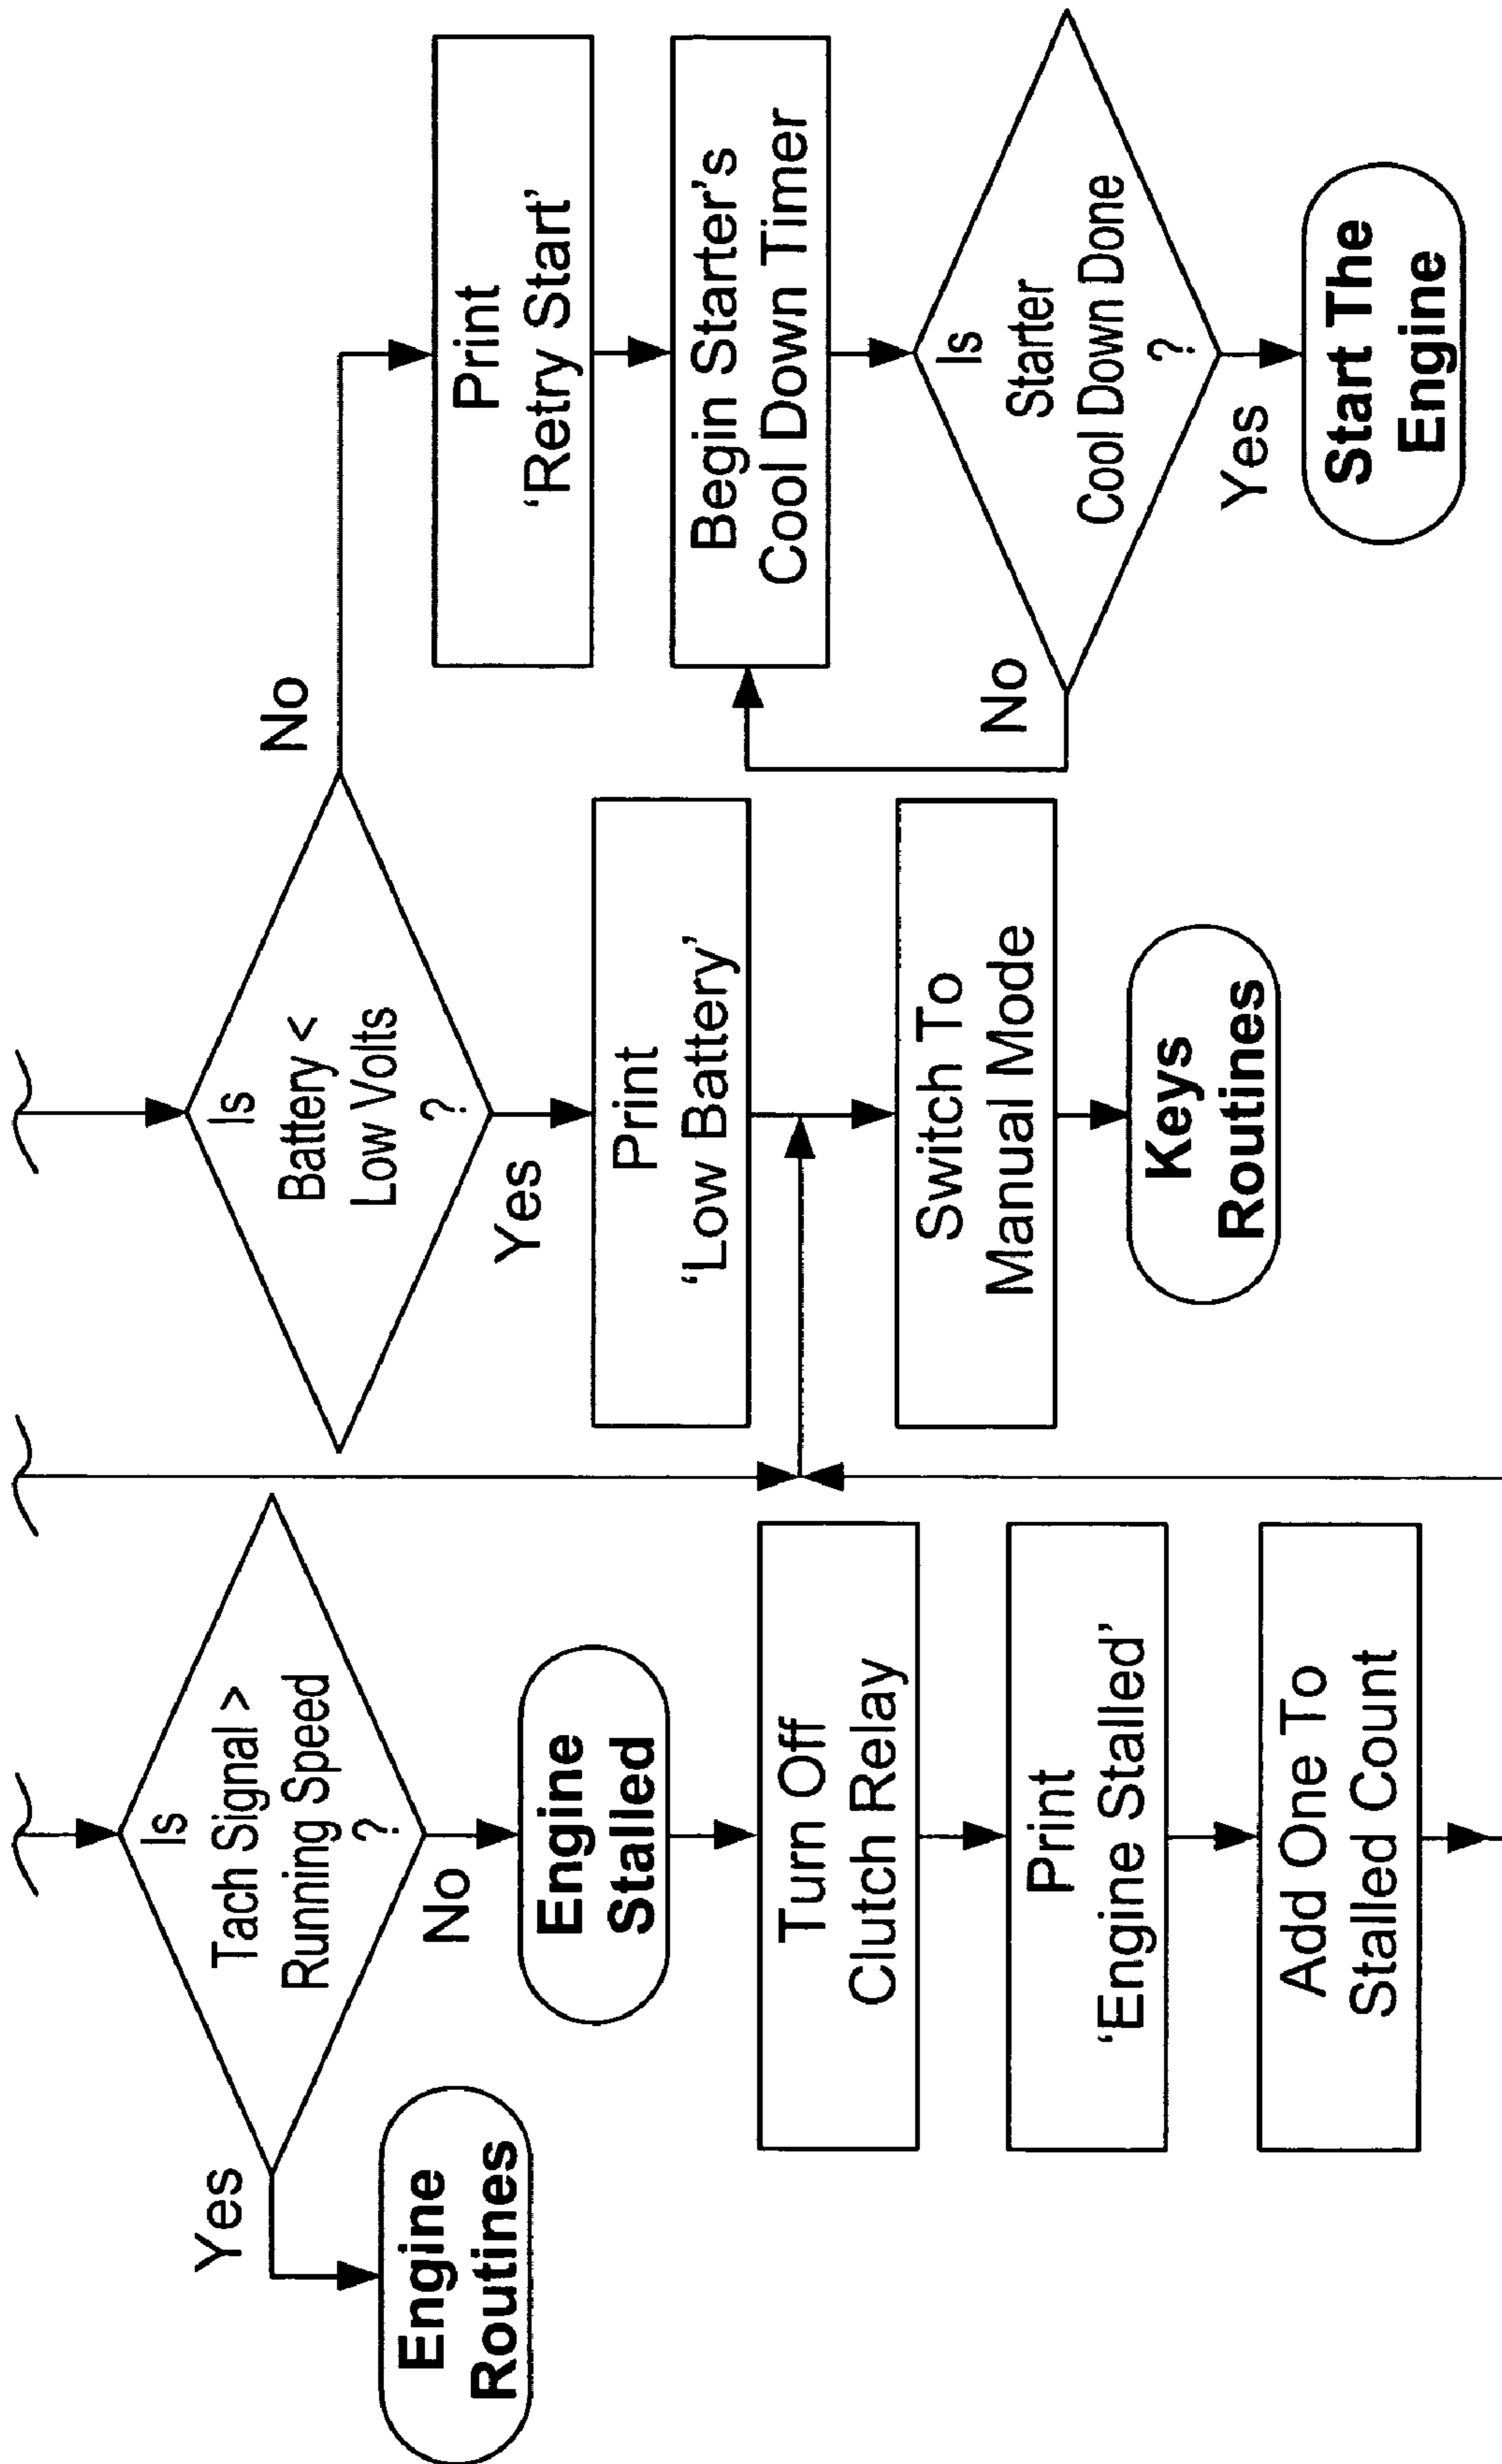 Is
Tach Signal >
Running Speed
?
Yes
Engine
Routines
No
Engine
Stalled
Turn Off
Clutch Relay
Print
‘Engine Stalled’
Add One To
Stalled Count
Is
Battery <
Low Volts
?
Yes
Print
‘Low Battery’
Switch To
Manual Mode
Keys
Routines
No
Print
‘Retry Start’
Begin Starter’s
Cool Down Timer
Is
Starter
Cool Down Done
?
No
Yes
Start The
Engine